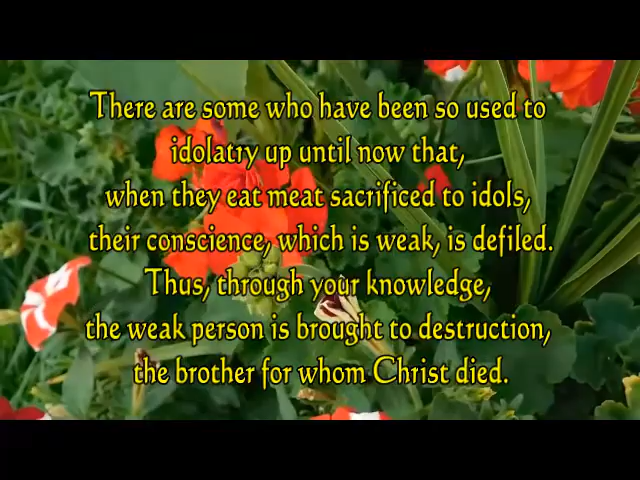 There are some who have been so used to
idolatry up until now that,
when they eat meat sacrificed to idols,
their conscience, which is weak, is defiled.
Thus, through your knowledge,
the weak person is brought to destruction,
the brother for whom Christ died.